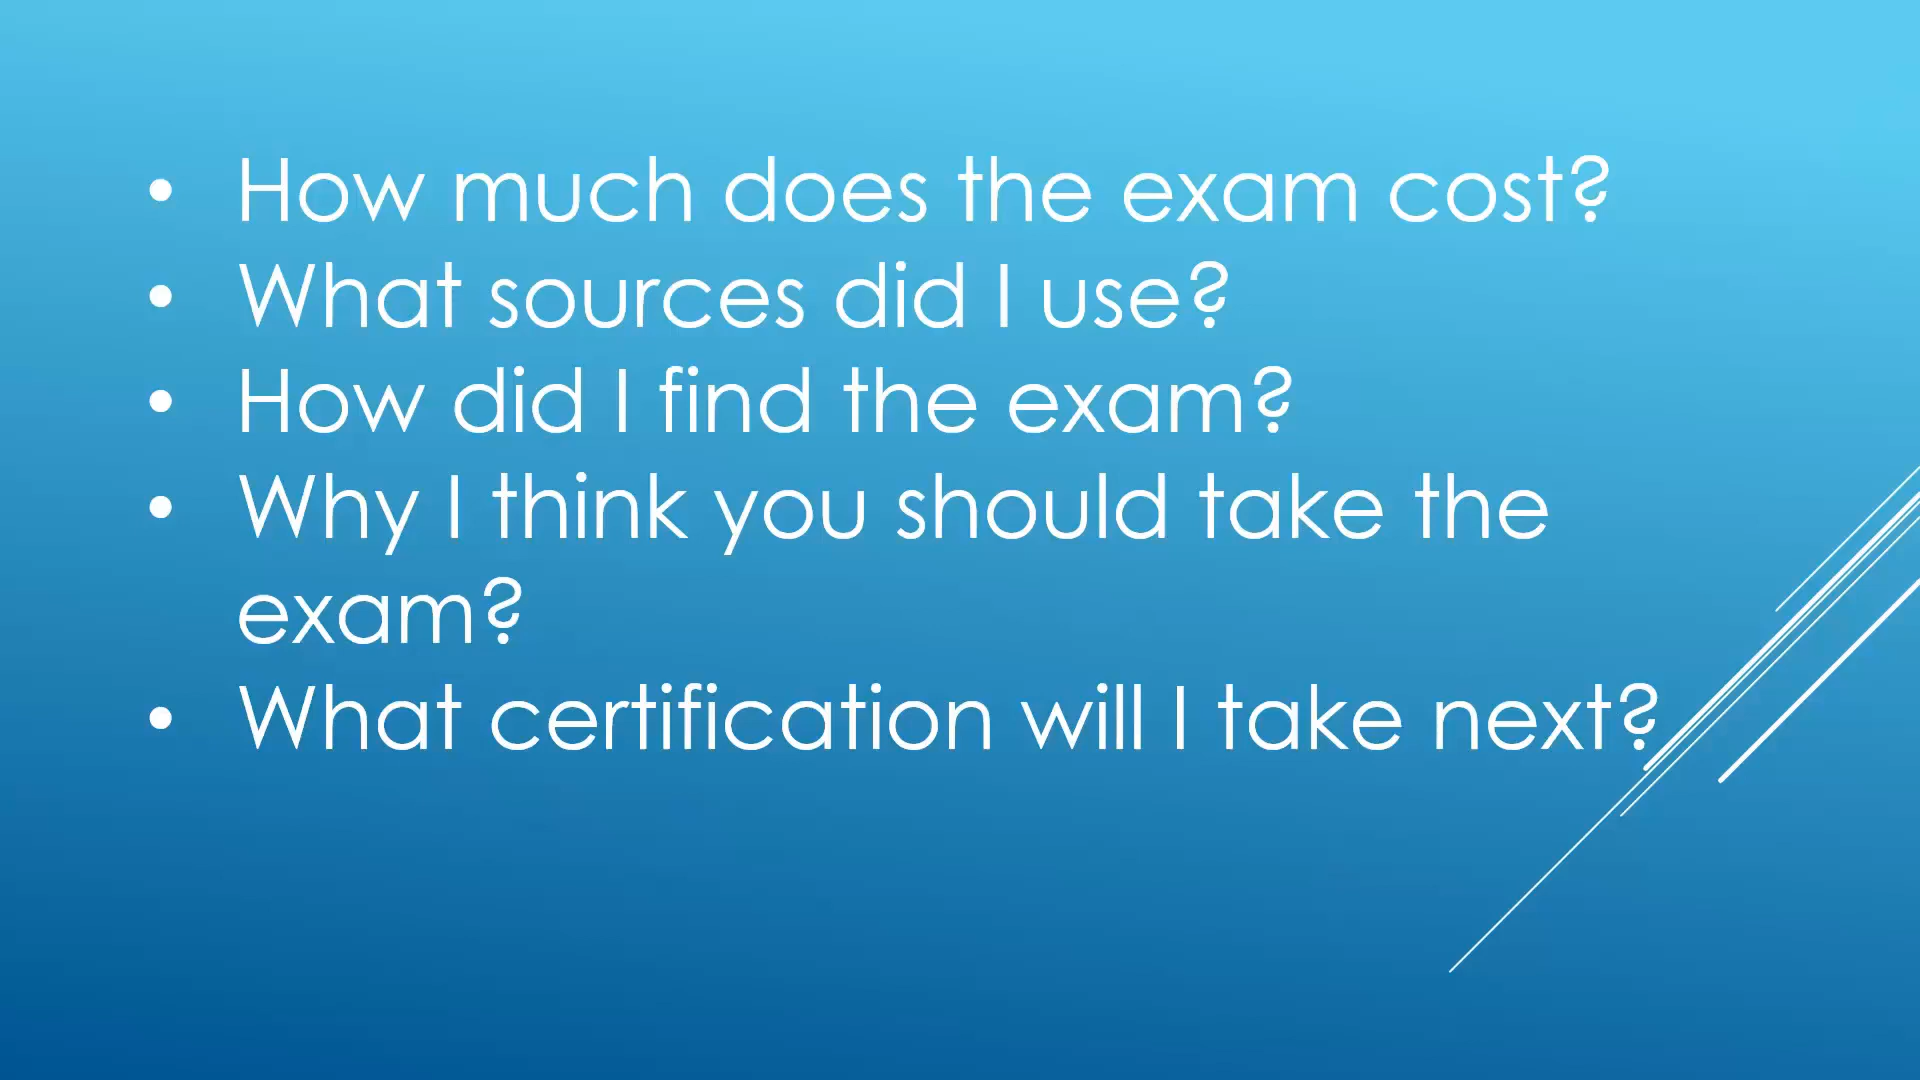 • How much does the exam cost?
• What sources did I use?
• How did I find the exam?
• Why I think you should take the
exam?
• What certification will I take next?